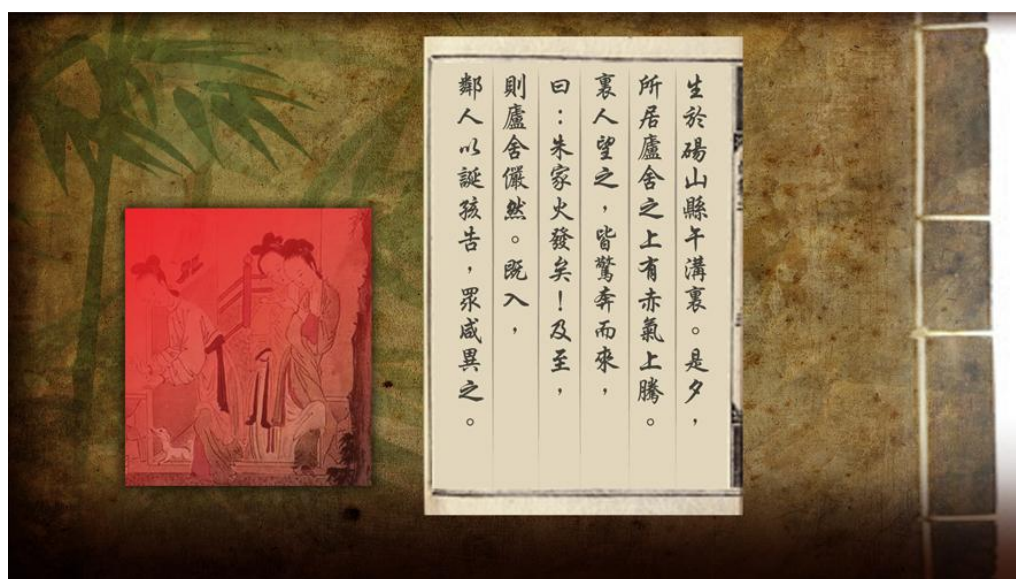 生於碭山縣午溝裏。是夕，
所居廬舍之上有赤氣上騰。
裏人望之，皆驚奔而來，
曰：朱家火發矣！及至，
則廬舍儼然。既入，
鄰人以誕孩告，眾咸異之。